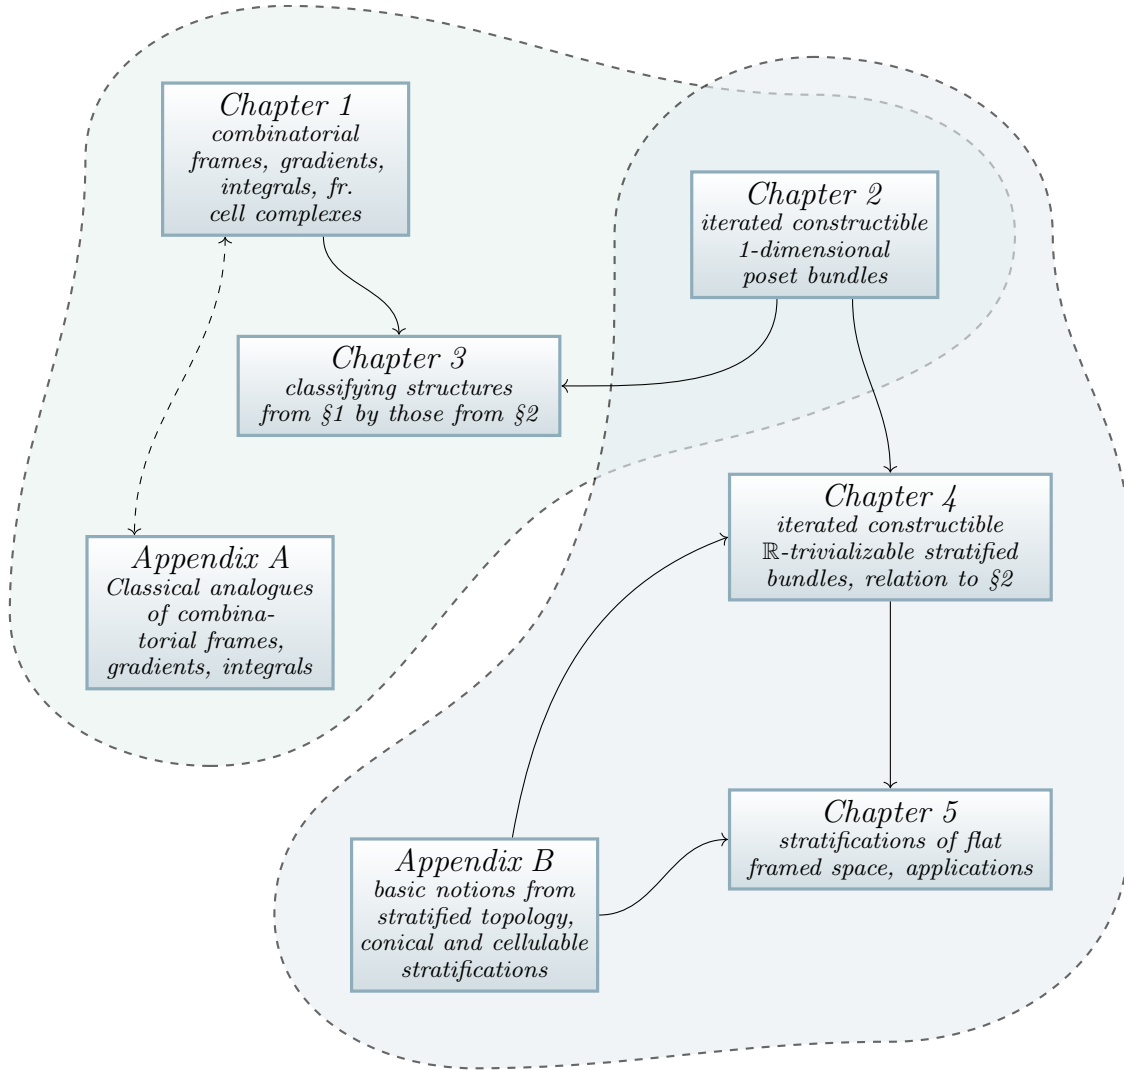 Chapter 1
combinatorial
frames, gradients,
integrals, fr.
cell complexes
Chapter 2
iterated constructible
1-dimensional
poset bundles
Chapter 3
classifying structures
from §1 by those from §2
Chapter 4
iterated constructible
ℝ-trivializable stratified
bundles, relation to §2
Appendix A
Classical analogues
of combina-
torial frames,
gradients, integrals
Chapter 5
stratifications of flat
framed space, applications
Appendix B
basic notions from
stratified topology,
conical and cellulable
stratifications